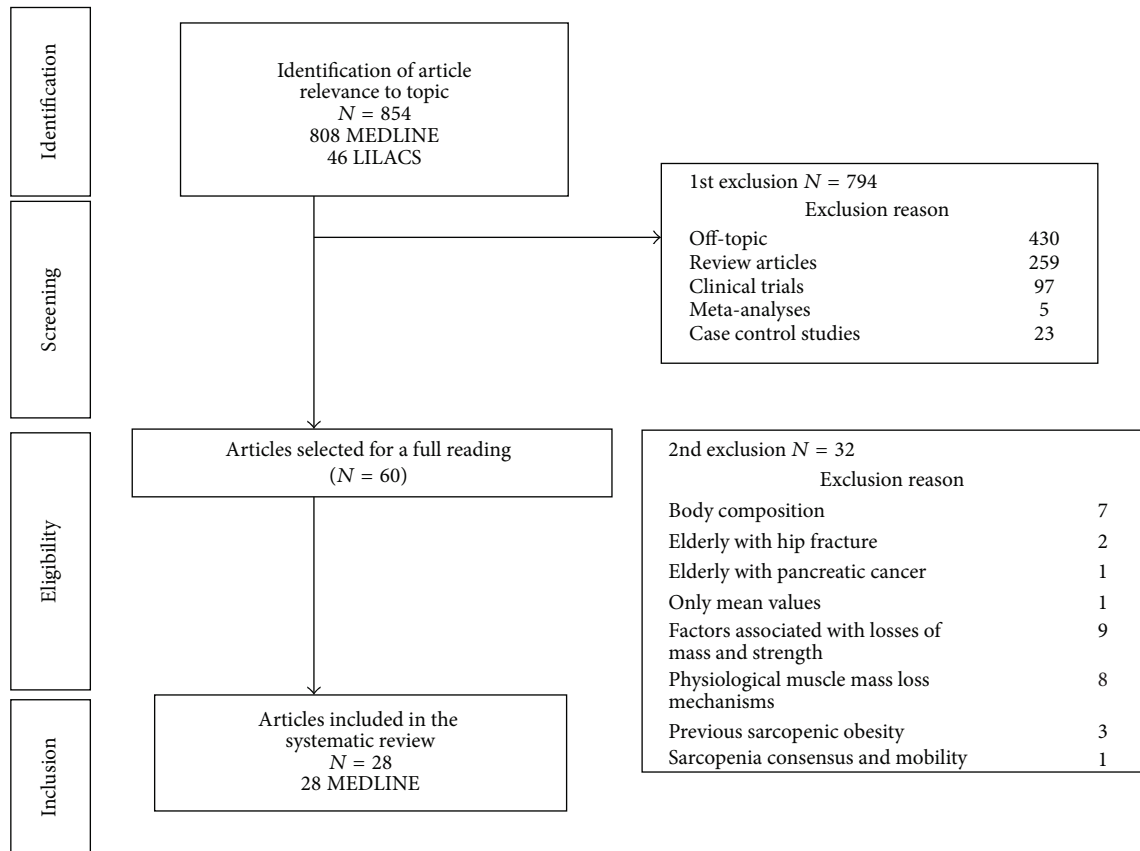 Identification
Identification of article
relevance to topic
N = 854
808 MEDLINE
46 LILACS
Screening
1st exclusion N = 794
Exclusion reason
Off-topic 430
Review articles 259
Clinical trials 97
Meta-analyses 5
Case control studies 23
Eligibility
Articles selected for a full reading
(N = 60)
2nd exclusion N = 32
Exclusion reason
Body composition 7
Elderly with hip fracture 2
Elderly with pancreatic cancer 1
Only mean values 1
Factors associated with losses of 9
mass and strength
Physiological muscle mass loss 8
mechanisms
Previous sarcopenic obesity 3
Sarcopenia consensus and mobility 1
Inclusion
Articles included in the
systematic review
N = 28
28 MEDLINE